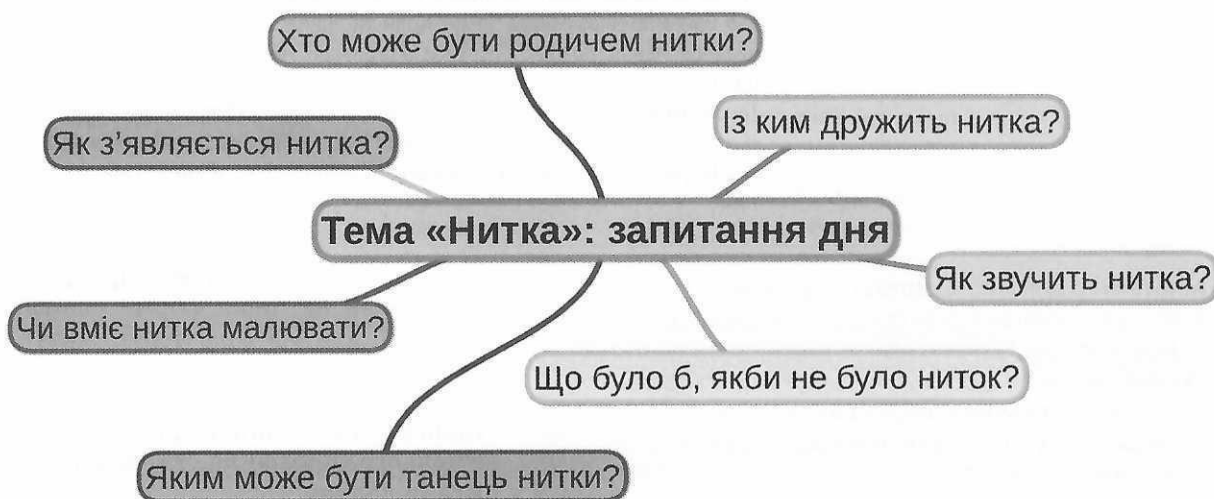 Хто може бути родичем нитки?
Із ким дружить нитка?
Як з’являється нитка?
Тема «Нитка»: запитання дня
Як звучить нитка?
Чи вміє нитка малювати?
Що було б, якби не було ниток?
Яким може бути танець нитки?